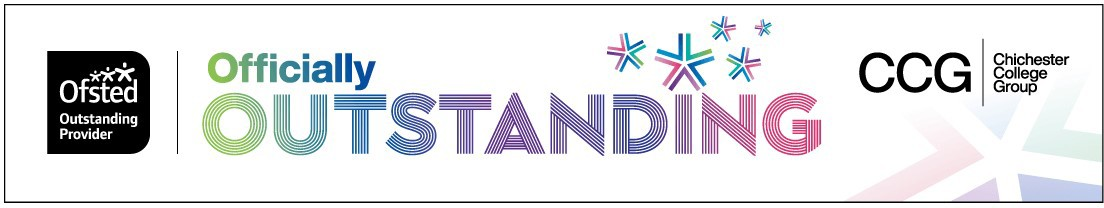 Ofsted
Outstanding
Provider
Officially
OUTSTANDING
CCG
Chichester
College
Group